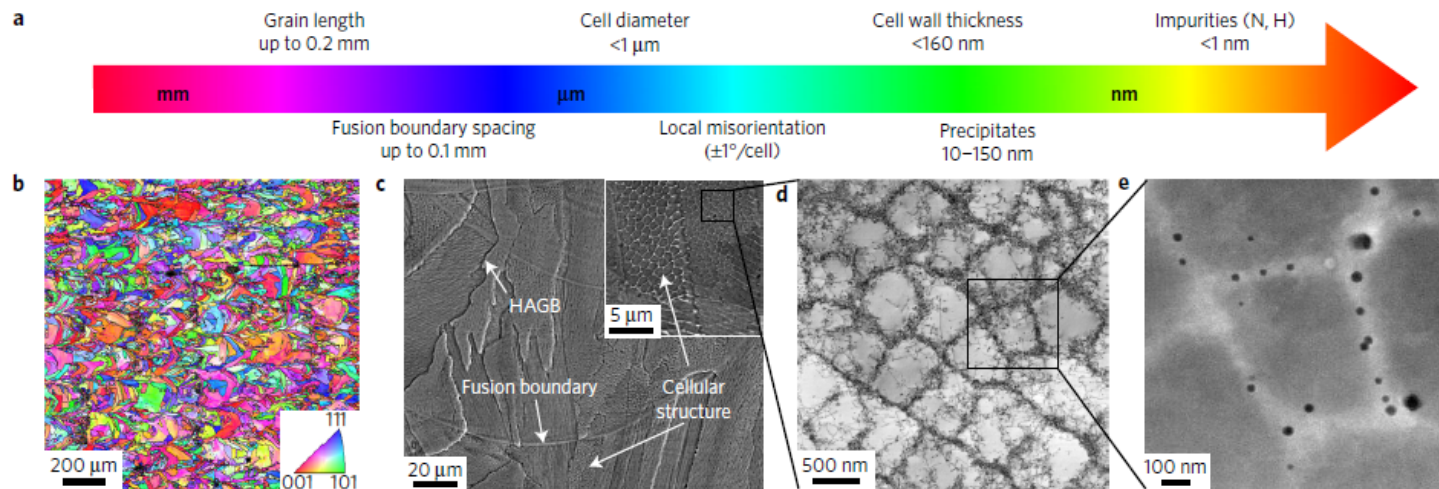 a
Grain length
up to 0.2 mm
Cell diameter
<1 μm
Cell wall thickness
<160 nm
Impurities (N, H)
<1 nm
mm
μm
nm
Fusion boundary spacing
up to 0.1 mm
Local misorientation
(±1°/cell)
Precipitates
10–150 nm
b
111
001
101
200 μm
c
HAGB
5 μm
Fusion boundary
Cellular
structure
20 μm
d
500 nm
e
100 nm